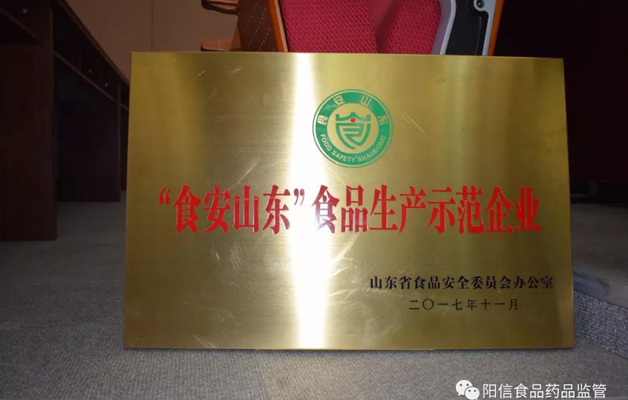 食安山东
FOOD SAFETY SHANDONG
“食安山东”食品生产示范企业
山东省食品安全委员会办公室
二〇一七年十一月
阳信食品药品监管